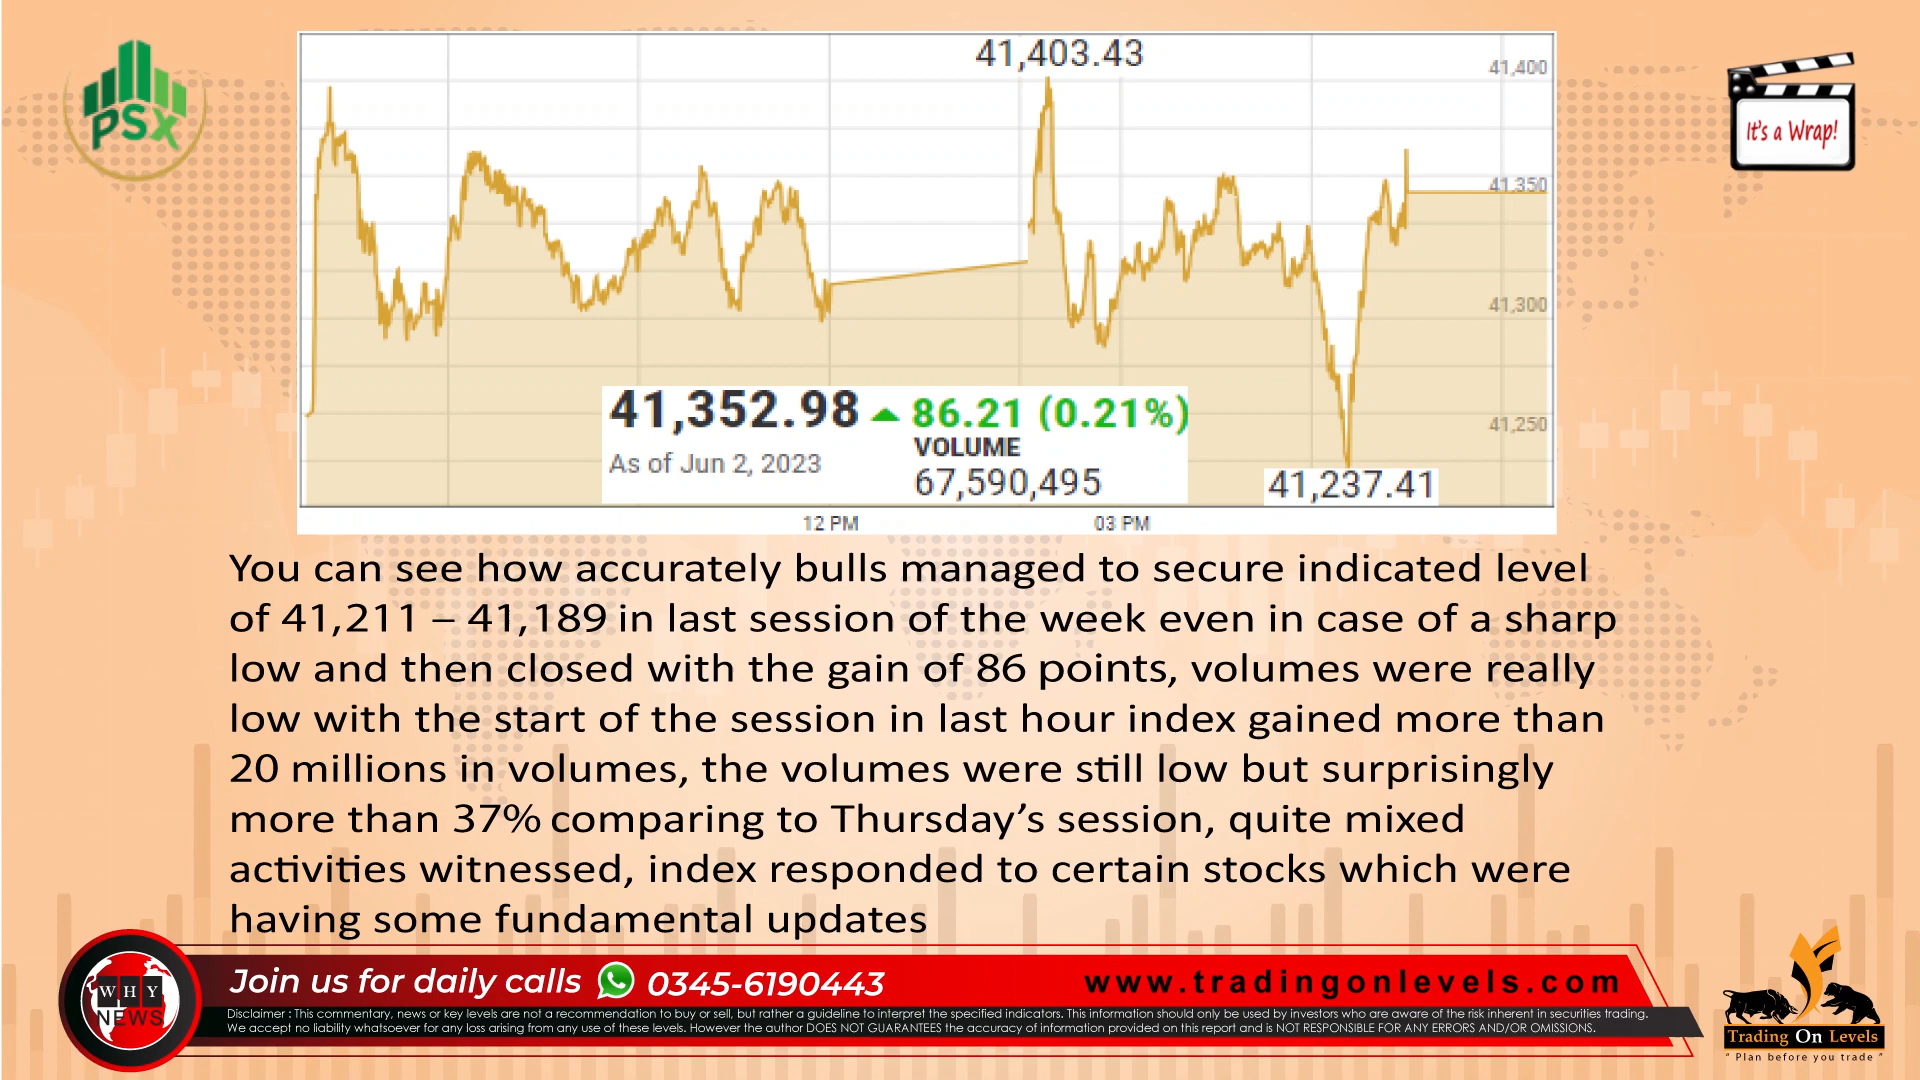 PSX
41,403.43
41,400
It's a Wrap!
41,350
41,300
41,250
41,352.98 86.21 (0.21%)
VOLUME
As of Jun 2, 2023
67,590,495
41,237.41
12 PM
03 PM
You can see how accurately bulls managed to secure indicated level
of 41,211 – 41,189 in last session of the week even in case of a sharp
low and then closed with the gain of 86 points, volumes were really
low with the start of the session in last hour index gained more than
20 millions in volumes, the volumes were still low but surprisingly
more than 37% comparing to Thursday’s session, quite mixed
activities witnessed, index responded to certain stocks which were
having some fundamental updates
WHY
NEWS
Join us for daily calls 0345-6190443
www.tradingonlevels.com
Disclaimer : This commentary, news or key levels are not a recommendation to buy or sell, but rather a guideline to interpret the specified indicators. This information should only be used by investors who are aware of the risk inherent in securities trading.
We accept no liability whatsoever for any loss arising from any use of these levels. However the author DOES NOT GUARANTEES the accuracy of information provided on this report and is NOT RESPONSIBLE FOR ANY ERRORS AND/OR OMISSIONS.
Trading On Levels
" Plan before you trade "